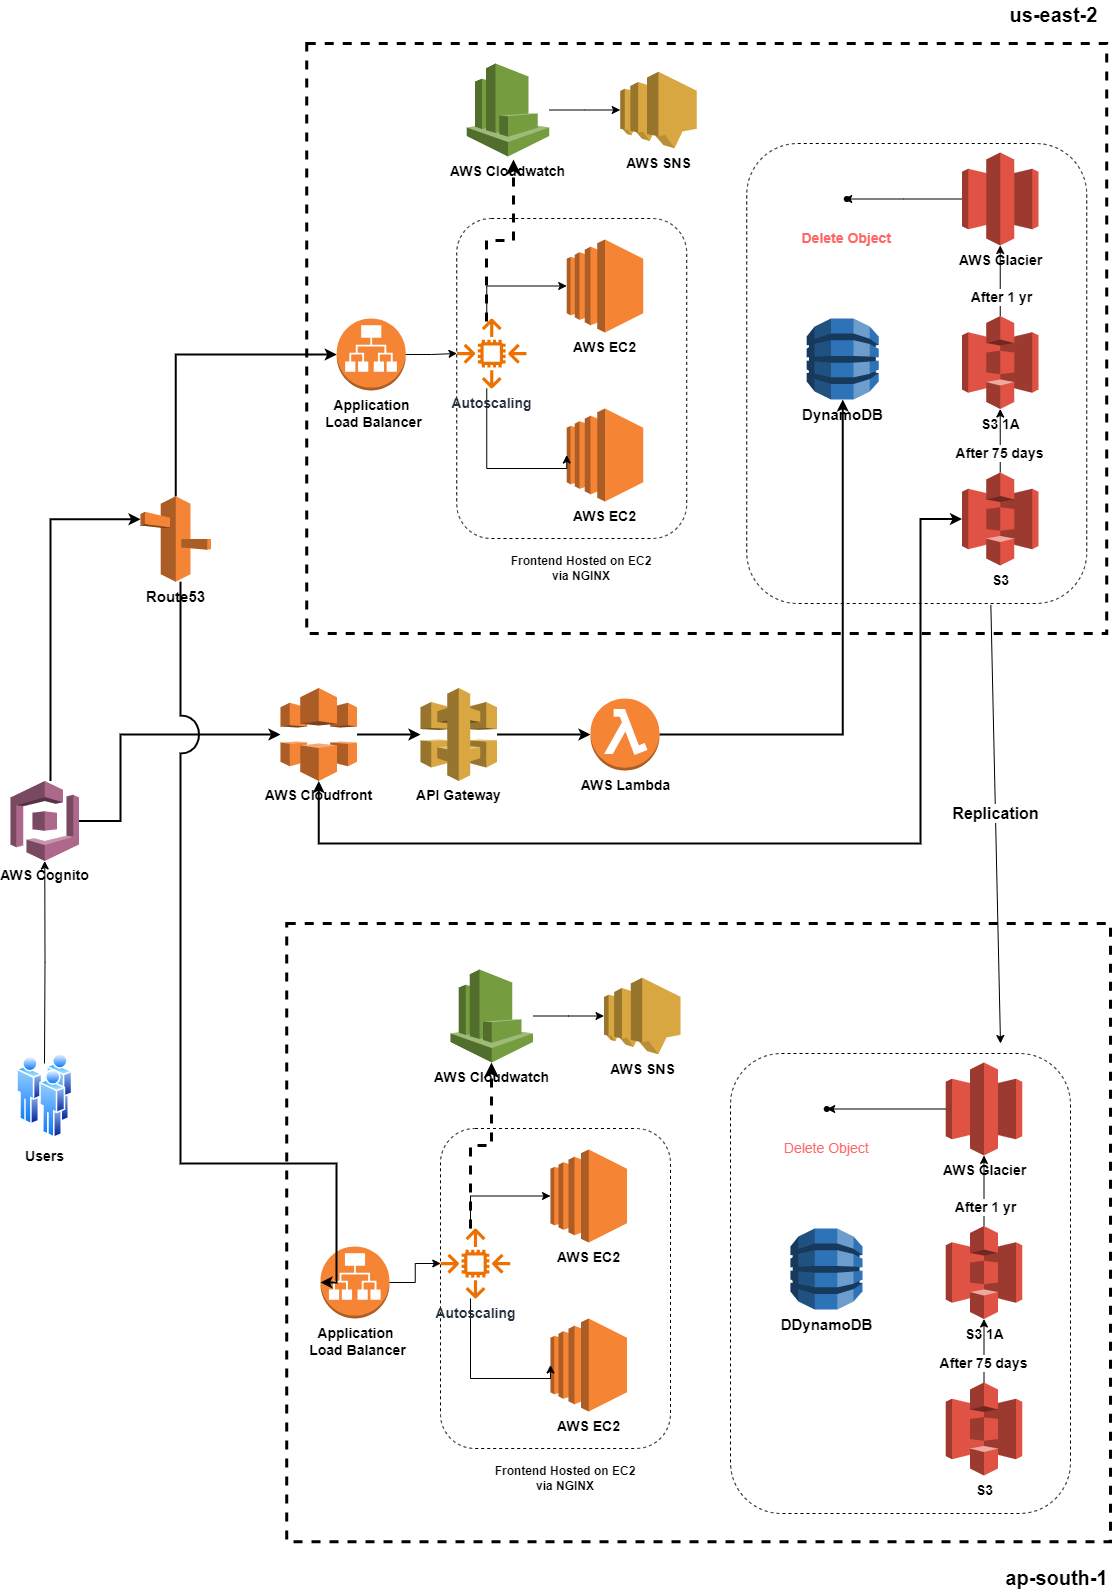 us-east-2
AWS Cloudwatch
AWS SNS
Delete Object
AWS Glacier
After 1 yr
AWS EC2
Application
Load Balancer
Autoscaling
DynamoDB
S3 1A
After 75 days
AWS EC2
Frontend Hosted on EC2
via NGINX
S3
Route53
AWS Cloudfront
API Gateway
AWS Lambda
Replication
AWS Cognito
Users
AWS Cloudwatch
AWS SNS
Delete Object
AWS Glacier
After 1 yr
AWS EC2
Autoscaling
Application
Load Balancer
DDynamoDB
S3 1A
After 75 days
AWS EC2
Frontend Hosted on EC2
via NGINX
S3
ap-south-1